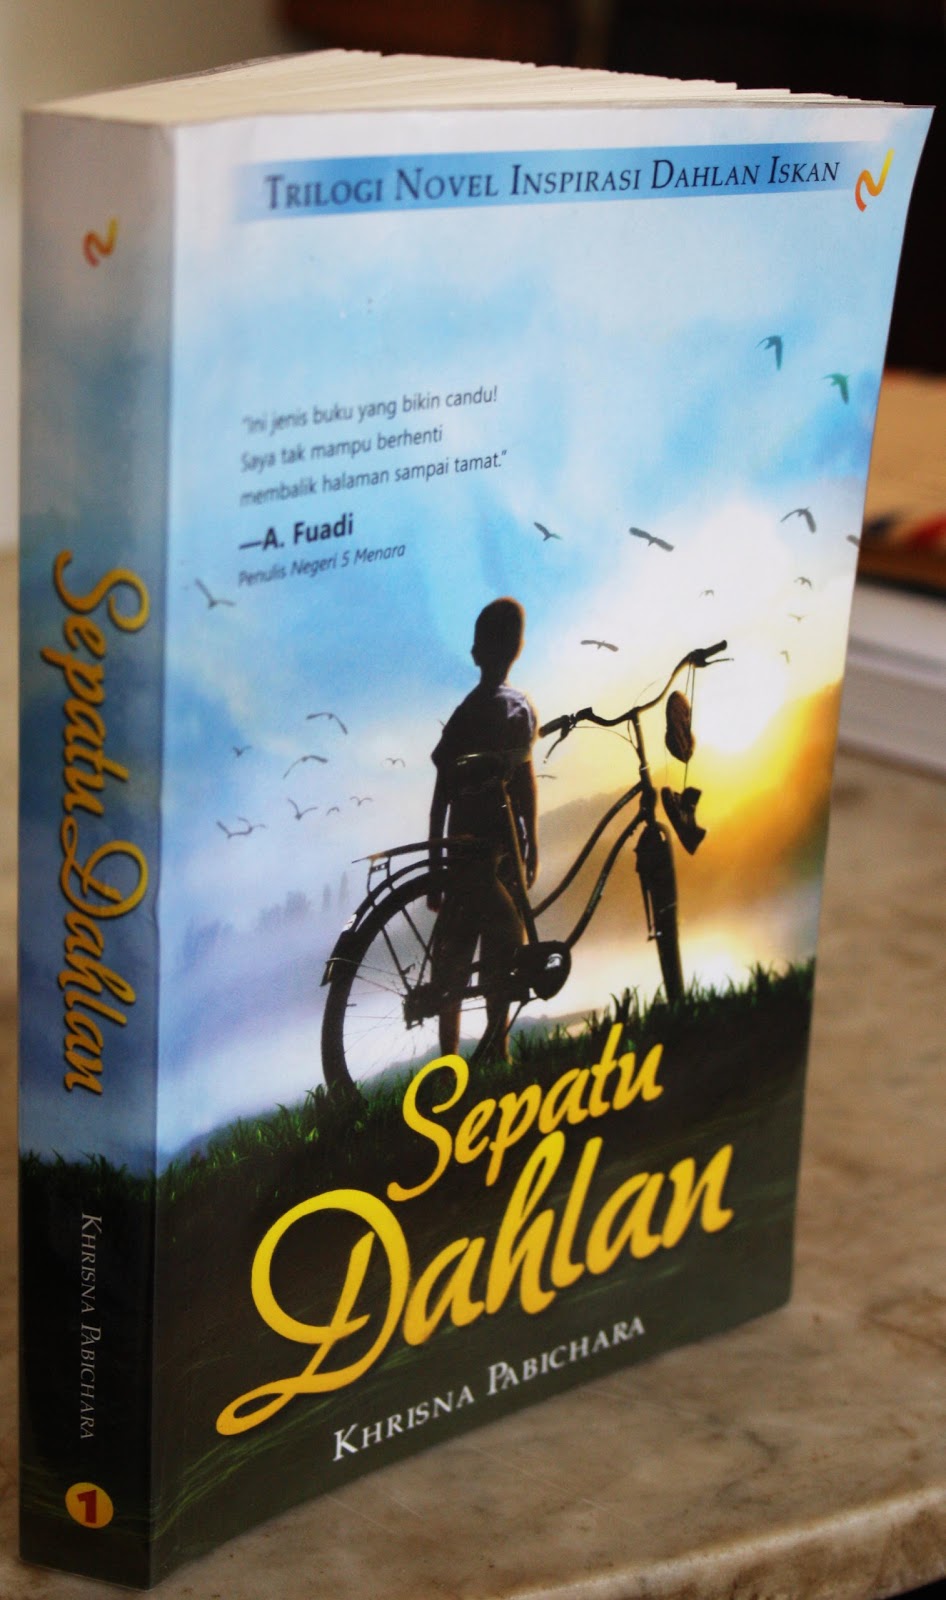 TRILOGI NOVEL INSPIRASI DAHLAN ISKAN
"Ini jenis buku yang bikin candu!
Saya tak mampu berhenti
membalik halaman sampai tamat."
—A. Fuadi
Penulis Negeri 5 Menara
Sepatu
Dahlan
KHRISNA PABICHARA
Sepatu Dahlan
KHRISNA PABICHARA
1